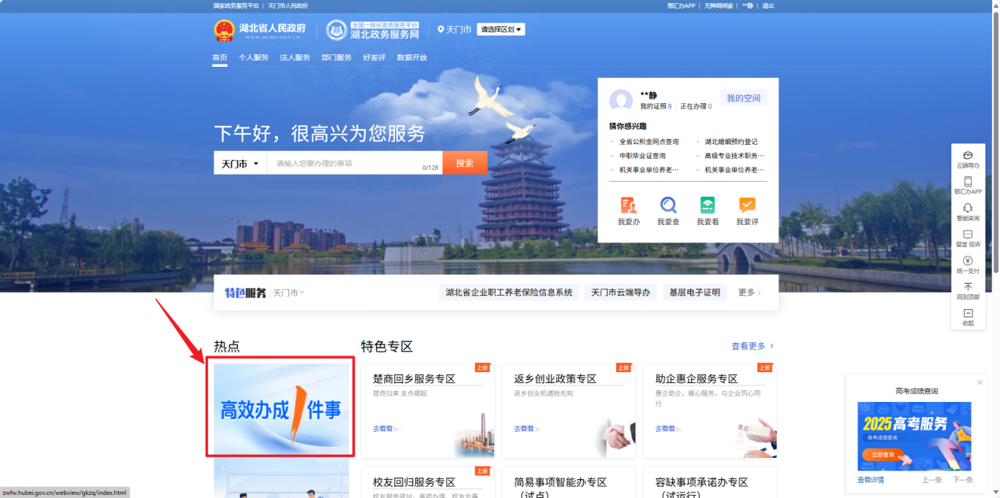 国家政务服务平台 | 天门市人民政府
鄂汇办APP | 无障碍阅读 | **静 | 退出
湖北省人民政府
WWW.HUBEI.GOV.CN
全国一体化政务服务平台
湖北政务服务网
天门市 请选择区划
首页 个人服务 法人服务 部门服务 好差评 数据开放
下午好，很高兴为您服务
天门市 请输入您要办理的事项 0/128 搜索
**静
我的证照 8 正在办理 0
我的空间
猜你感兴趣
全省公积金网点查询 湖北婚姻预约登记
中职毕业证查询 高级专业技术职务…
机关事业单位养老… 机关事业单位养老…
我要办 我要查 我要看 我要评
云端导办
鄂汇办APP
智能咨询
留言 投诉
统一支付
回到顶部
收起
特色服务 天门市
湖北省企业职工养老保险信息系统 天门市云端导办 基层电子证明 更多
热点
高效办成1件事
特色专区
查看更多
上新
楚商回乡服务专区
楚商归来 支点崛起
去看看
上新
返乡创业政策专区
返乡创业机遇抢先知
去看看
上新
助企惠企服务专区
惠企助企，暖心服务，与企业同心同
行
去看看
惠企
上新
校友回归服务专区
校友服务驿站，事项办理、校友会等
简易事项智能办专区
（试点）
容缺事项承诺办专区
（试运行）
高考成绩查询
2025高考服务
高考成绩查询
立即查询
查看详情 上一条 下一条
zwfw.hubei.gov.cn/webview/gkzq/index.html